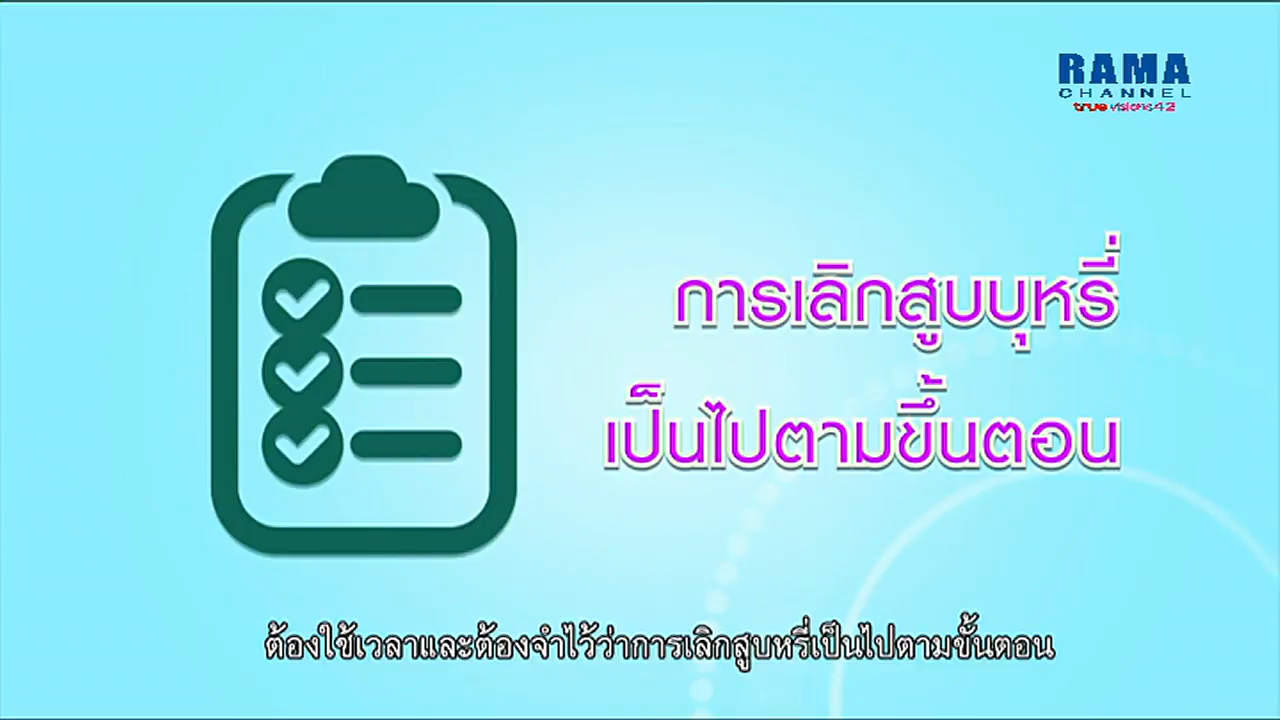 RAMA
CHANNEL
true visions 42
การเลิกสูบบุหรี่
เป็นไปตามขึ้นตอน
ต้องใช้เวลาและต้องจำไว้ว่าการเลิกสูบหรี่เป็นไปตามขั้นตอน